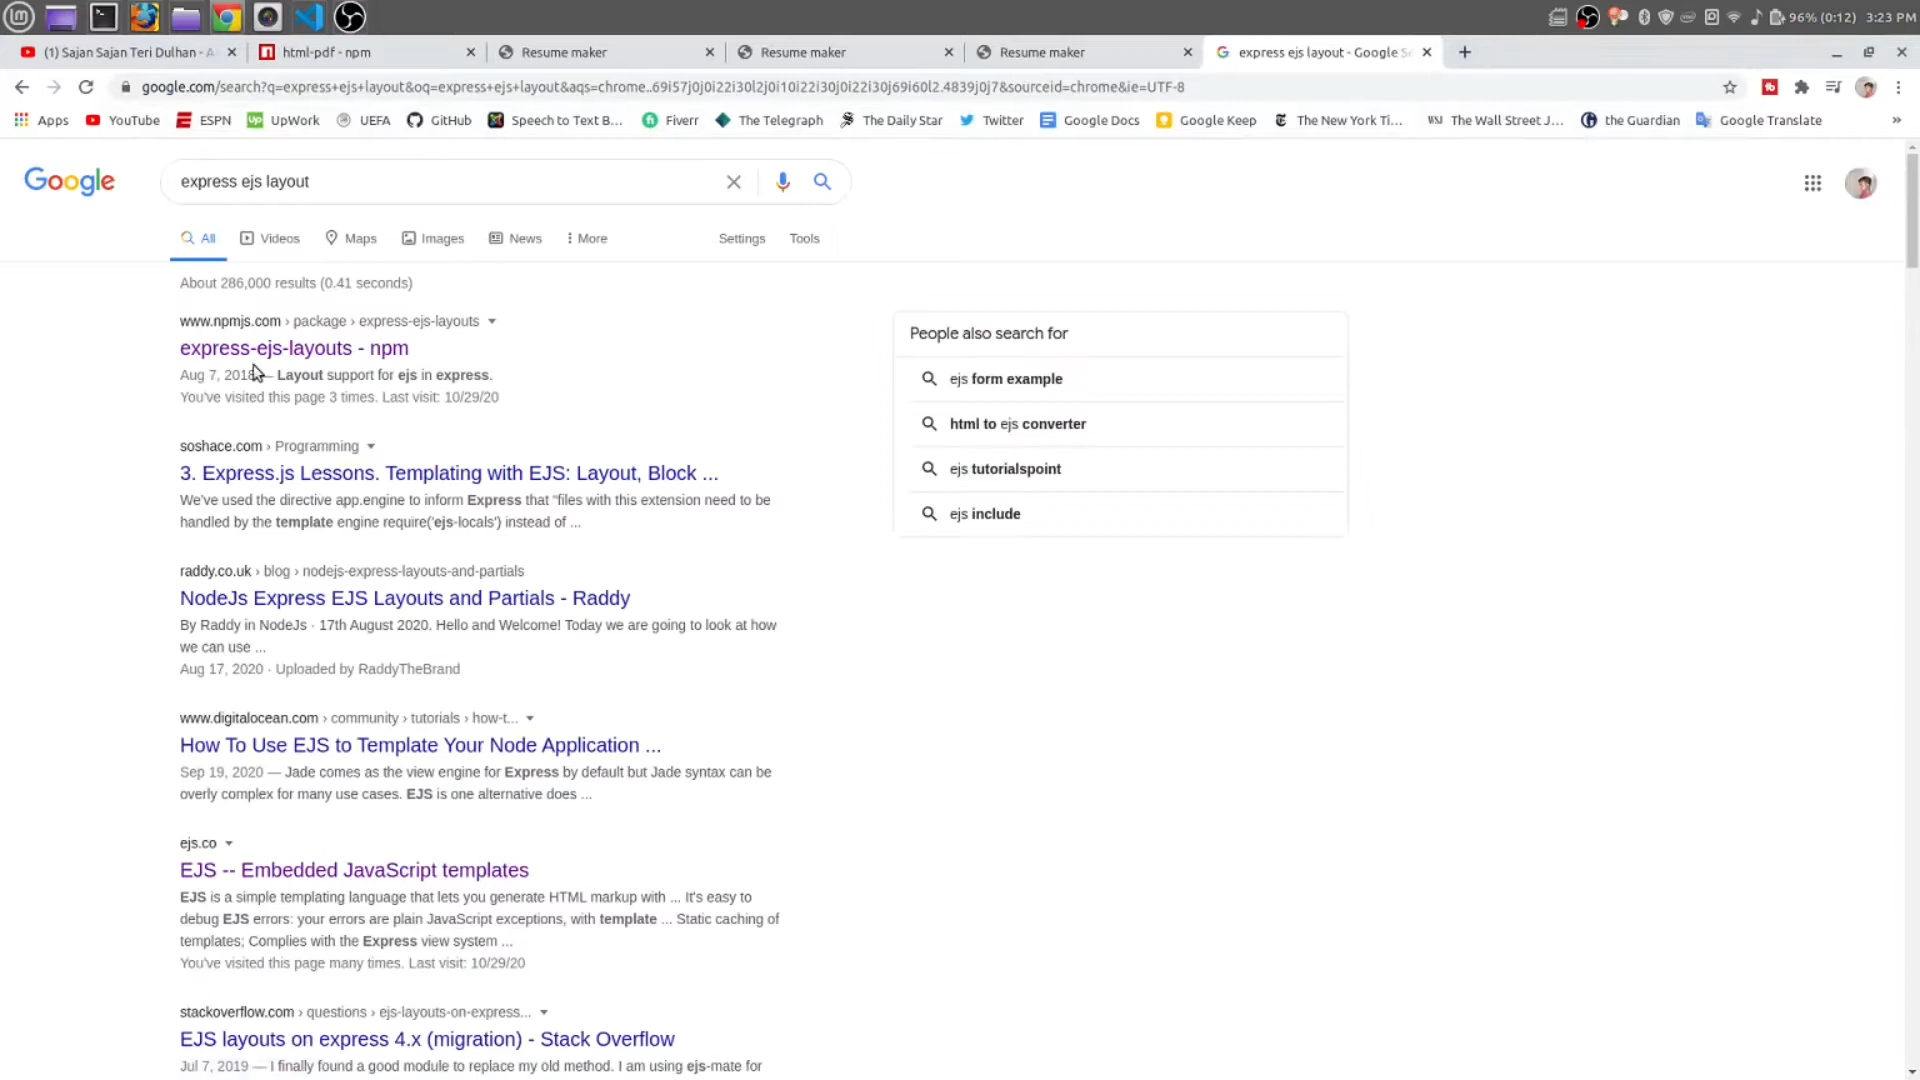 96% (0:12) 3:23 PM
(1) Sajan Sajan Teri Dulhan - A
html-pdf - npm
Resume maker
Resume maker
Resume maker
express ejs layout - Google Se
google.com/search?q=express+ejs+layout&oq=express+ejs+layout&aqs=chrome..69i57j0j0i22i30l2j0i10i22i30j0i22i30j69i60l2.4839j0j7&sourceid=chrome&ie=UTF-8
Apps YouTube ESPN UpWork UEFA GitHub Speech to Text B... Fiverr The Telegraph The Daily Star Twitter Google Docs Google Keep The New York Ti... WSJ The Wall Street J... the Guardian Google Translate »
Google
express ejs layout
All Videos Maps Images News More Settings Tools
About 286,000 results (0.41 seconds)
www.npmjs.com › package › express-ejs-layouts
express-ejs-layouts - npm
Aug 7, 2018 — Layout support for ejs in express.
You've visited this page 3 times. Last visit: 10/29/20
soshace.com › Programming
3. Express.js Lessons. Templating with EJS: Layout, Block ...
We've used the directive app.engine to inform Express that “files with this extension need to be
handled by the template engine require('ejs-locals') instead of ...
raddy.co.uk › blog › nodejs-express-layouts-and-partials
NodeJs Express EJS Layouts and Partials - Raddy
By Raddy in NodeJs · 17th August 2020. Hello and Welcome! Today we are going to look at how
we can use ...
Aug 17, 2020 · Uploaded by RaddyTheBrand
www.digitalocean.com › community › tutorials › how-t...
How To Use EJS to Template Your Node Application ...
Sep 19, 2020 — Jade comes as the view engine for Express by default but Jade syntax can be
overly complex for many use cases. EJS is one alternative does ...
ejs.co
EJS -- Embedded JavaScript templates
EJS is a simple templating language that lets you generate HTML markup with ... It's easy to
debug EJS errors: your errors are plain JavaScript exceptions, with template ... Static caching of
templates; Complies with the Express view system ...
You've visited this page many times. Last visit: 10/29/20
stackoverflow.com › questions › ejs-layouts-on-express...
EJS layouts on express 4.x (migration) - Stack Overflow
Jul 7, 2019 — I finally found a good module to replace my old method. I am using ejs-mate for
People also search for
ejs form example
html to ejs converter
ejs tutorialspoint
ejs include